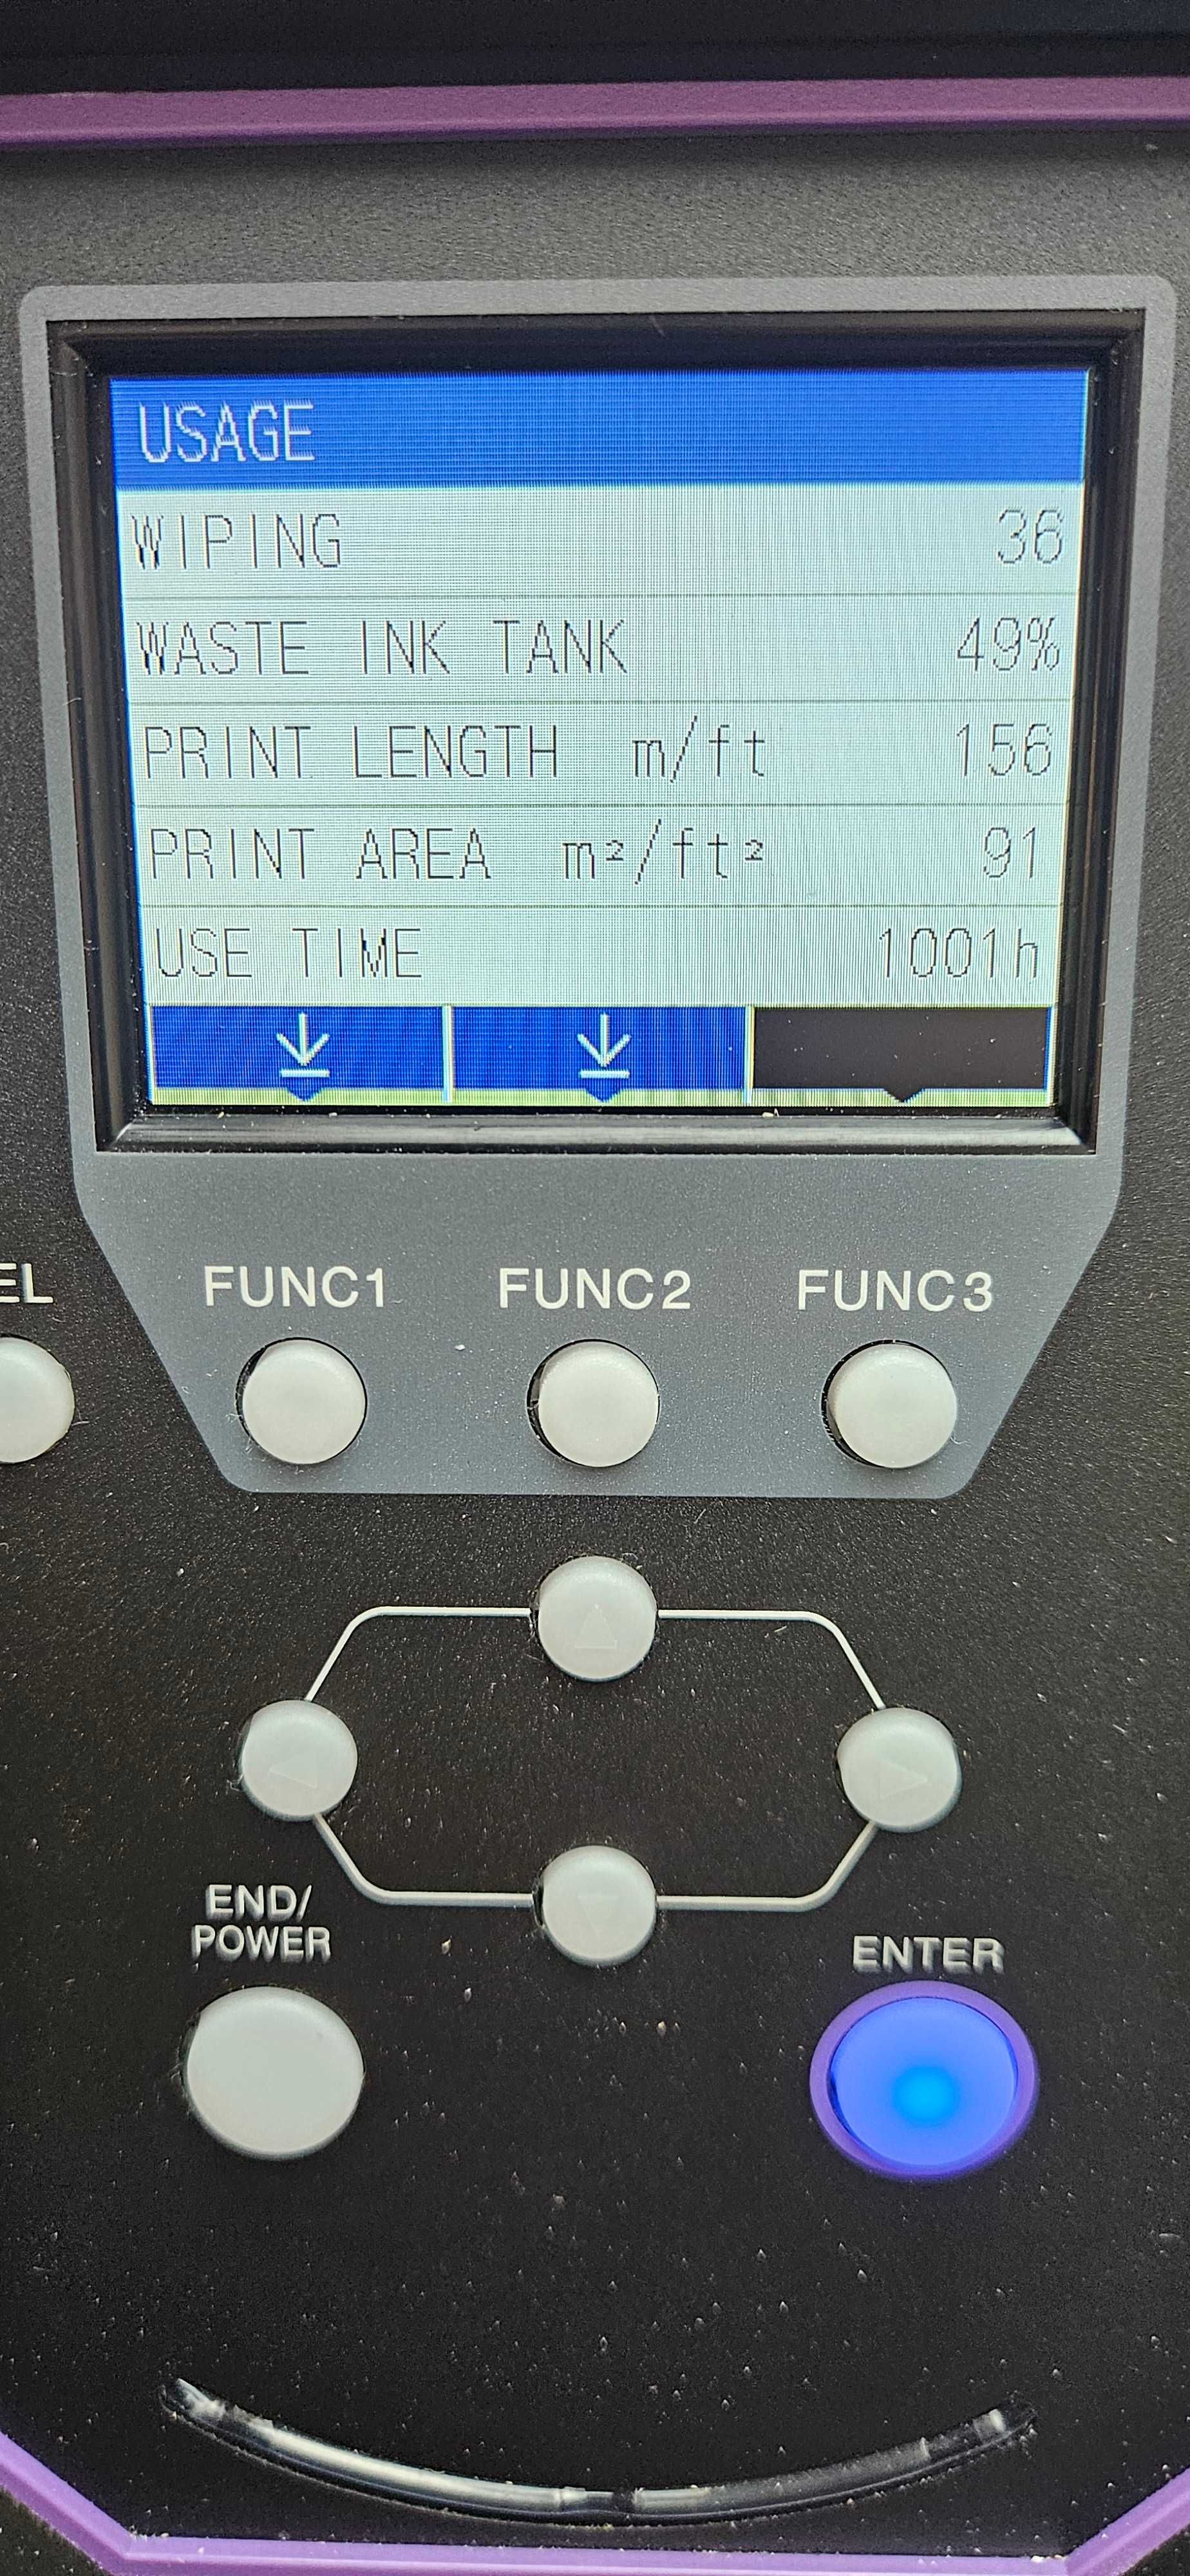 USAGE
WIPING 36
WASTE INK TANK 49%
PRINT LENGTH m/ft 156
PRINT AREA m²/ft² 91
USE TIME 1001h
EL FUNC1 FUNC2 FUNC3
END/
POWER
ENTER